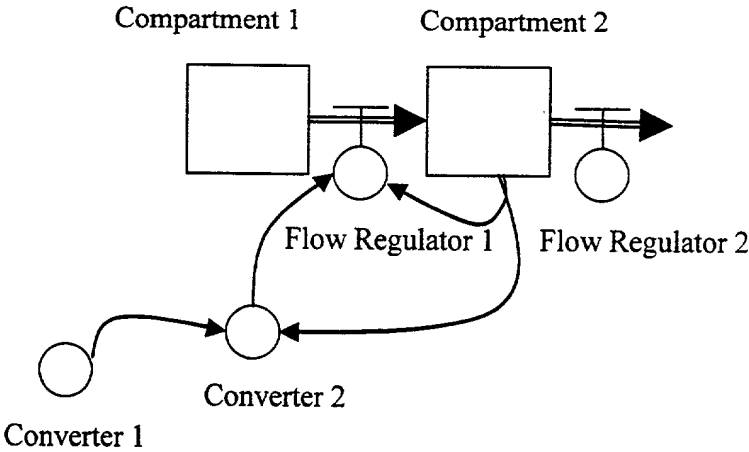 Compartment 1
Compartment 2
Flow Regulator 1
Flow Regulator 2
Converter 2
Converter 1